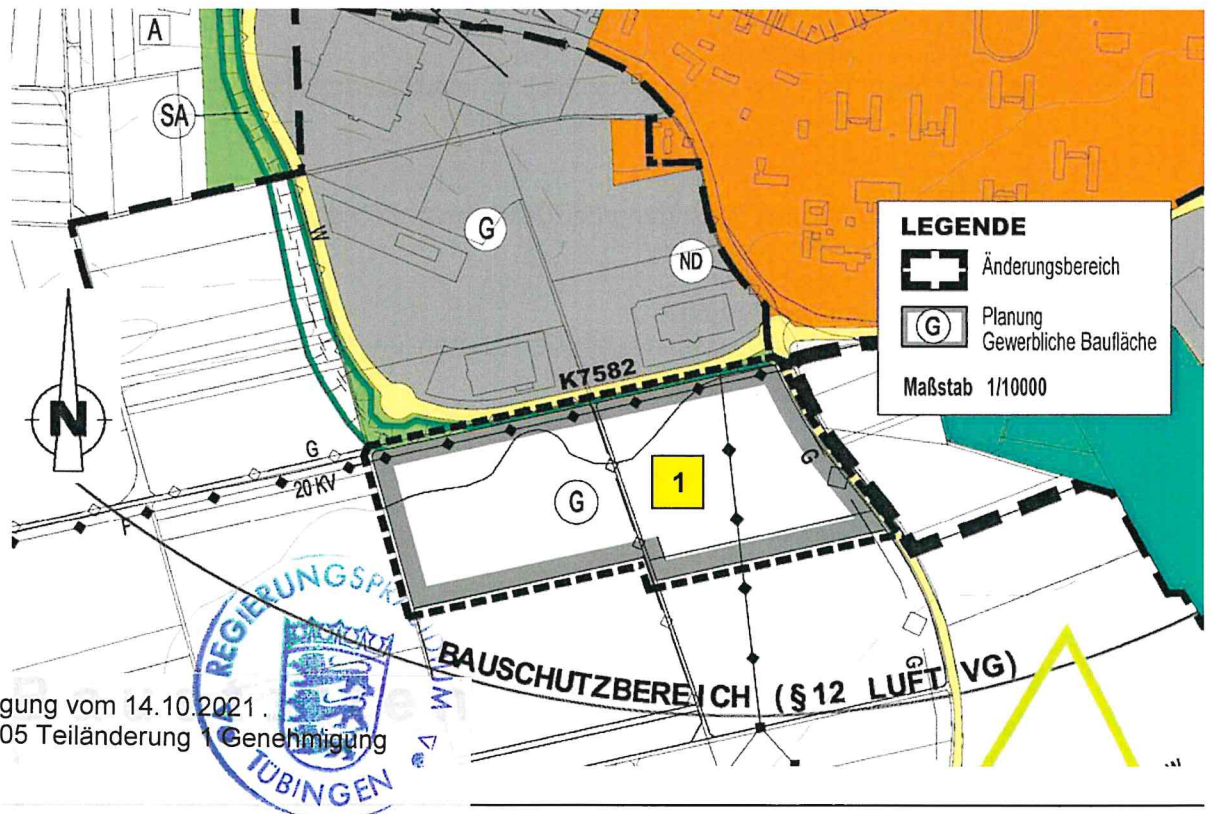 A
SA
G
ND
LEGENDE
Änderungsbereich
G
Planung
Gewerbliche Baufläche
Maßstab 1/10000
N
K7582
G
20 KV
F
G
1
G
G
BAUSCHUTZBEREICH (§12 LUFT VG)
gung vom 14.10.2021.
05 Teiländerung 1 Genehmigung
REGIERUNGSPR
TÜBINGEN